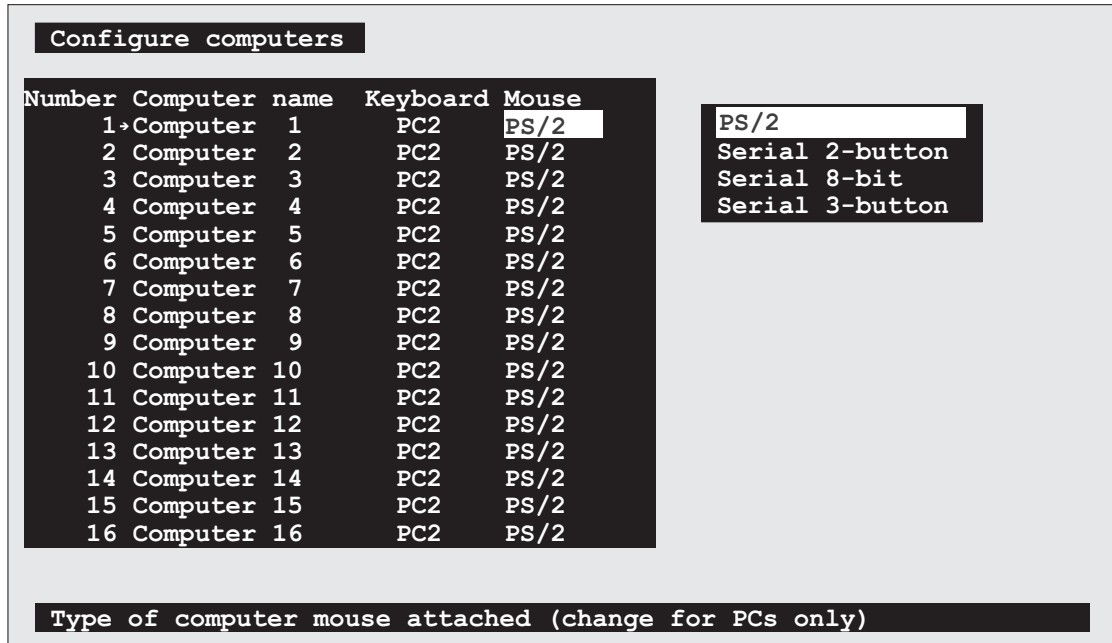 Configure computers
Number Computer name Keyboard Mouse
1→Computer 1 PC2 PS/2
2 Computer 2 PC2 PS/2
3 Computer 3 PC2 PS/2
4 Computer 4 PC2 PS/2
5 Computer 5 PC2 PS/2
6 Computer 6 PC2 PS/2
7 Computer 7 PC2 PS/2
8 Computer 8 PC2 PS/2
9 Computer 9 PC2 PS/2
10 Computer 10 PC2 PS/2
11 Computer 11 PC2 PS/2
12 Computer 12 PC2 PS/2
13 Computer 13 PC2 PS/2
14 Computer 14 PC2 PS/2
15 Computer 15 PC2 PS/2
16 Computer 16 PC2 PS/2
PS/2
Serial 2-button
Serial 8-bit
Serial 3-button
Type of computer mouse attached (change for PCs only)